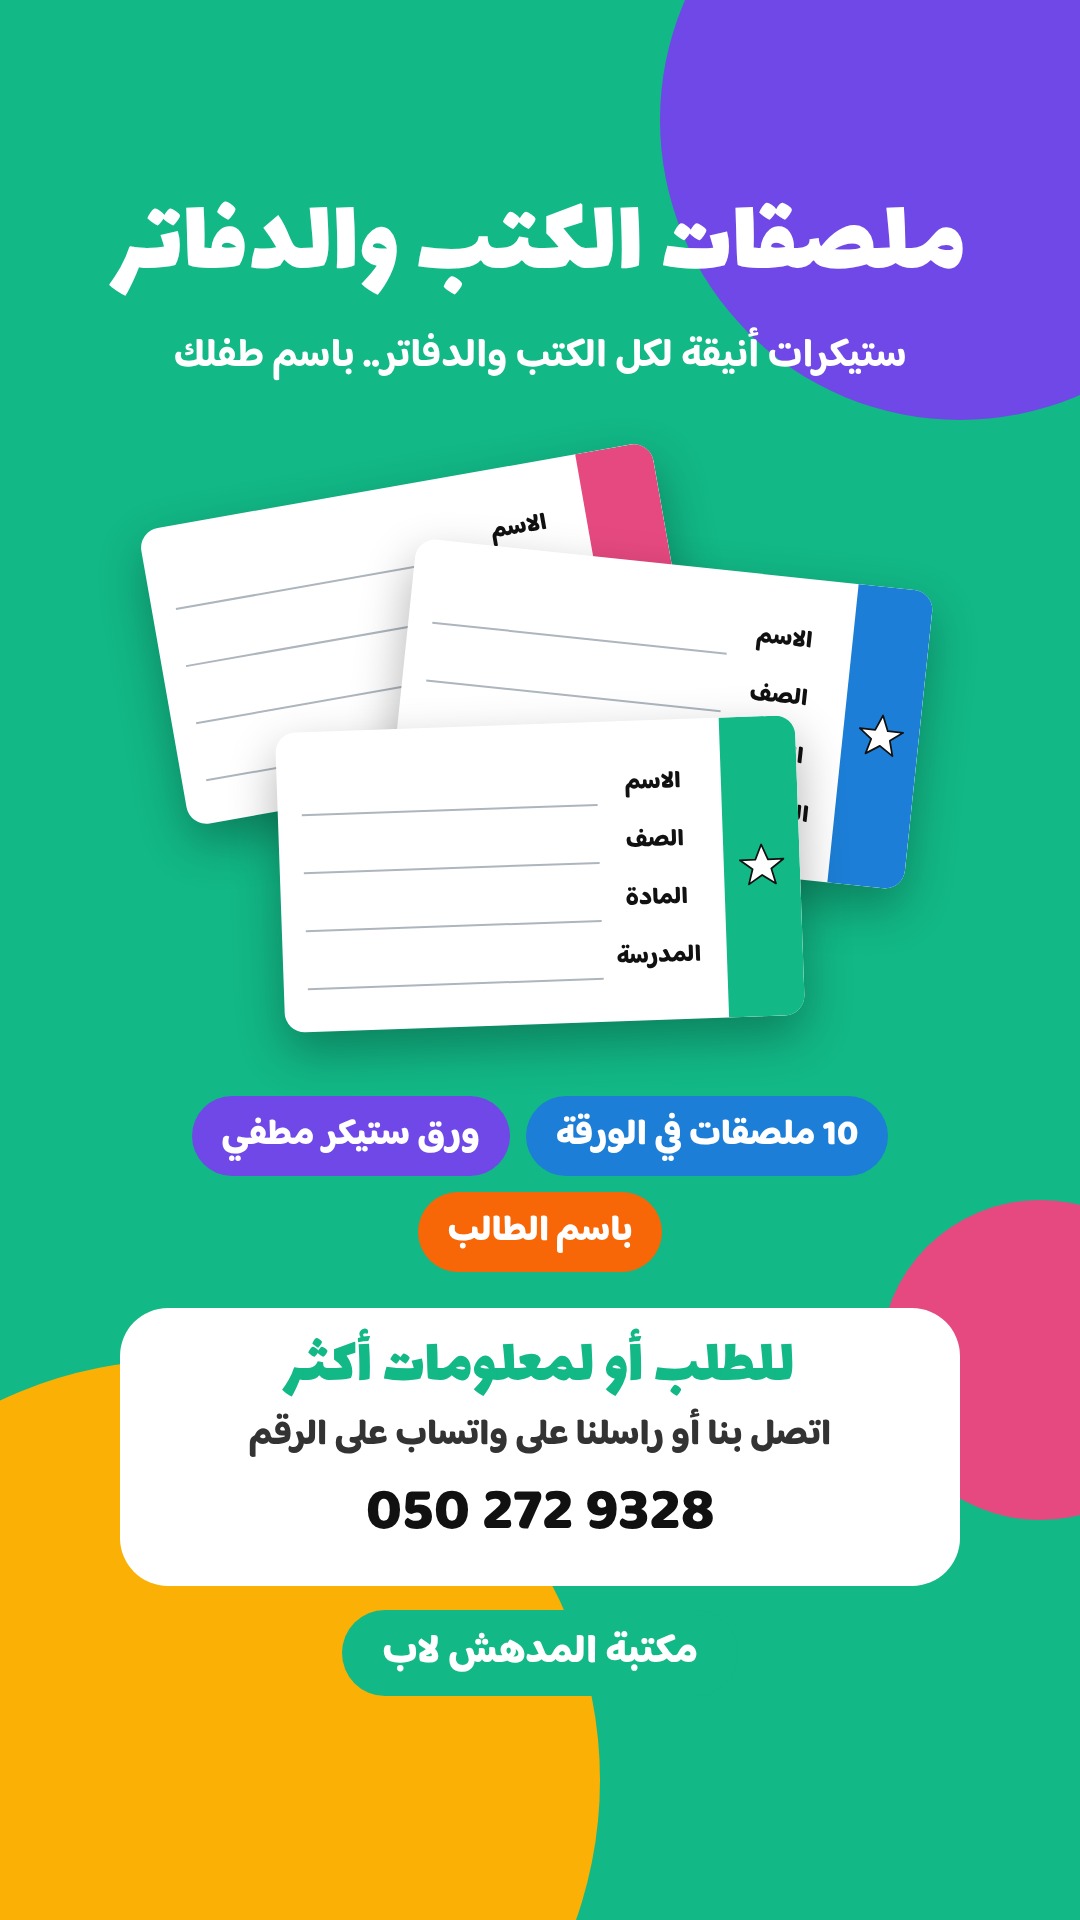 ملصقات الكتب والدفاتر
ستيكرات أنيقة لكل الكتب والدفاتر.. باسم طفلك
الاسم
الاسم
الصف
الاسم
الصف
المادة
المدرسة
10 ملصقات في الورقة
ورق ستيكر مطفي
باسم الطالب
للطلب أو لمعلومات أكثر
اتصل بنا أو راسلنا على واتساب على الرقم
050 272 9328
مكتبة المدهش لاب